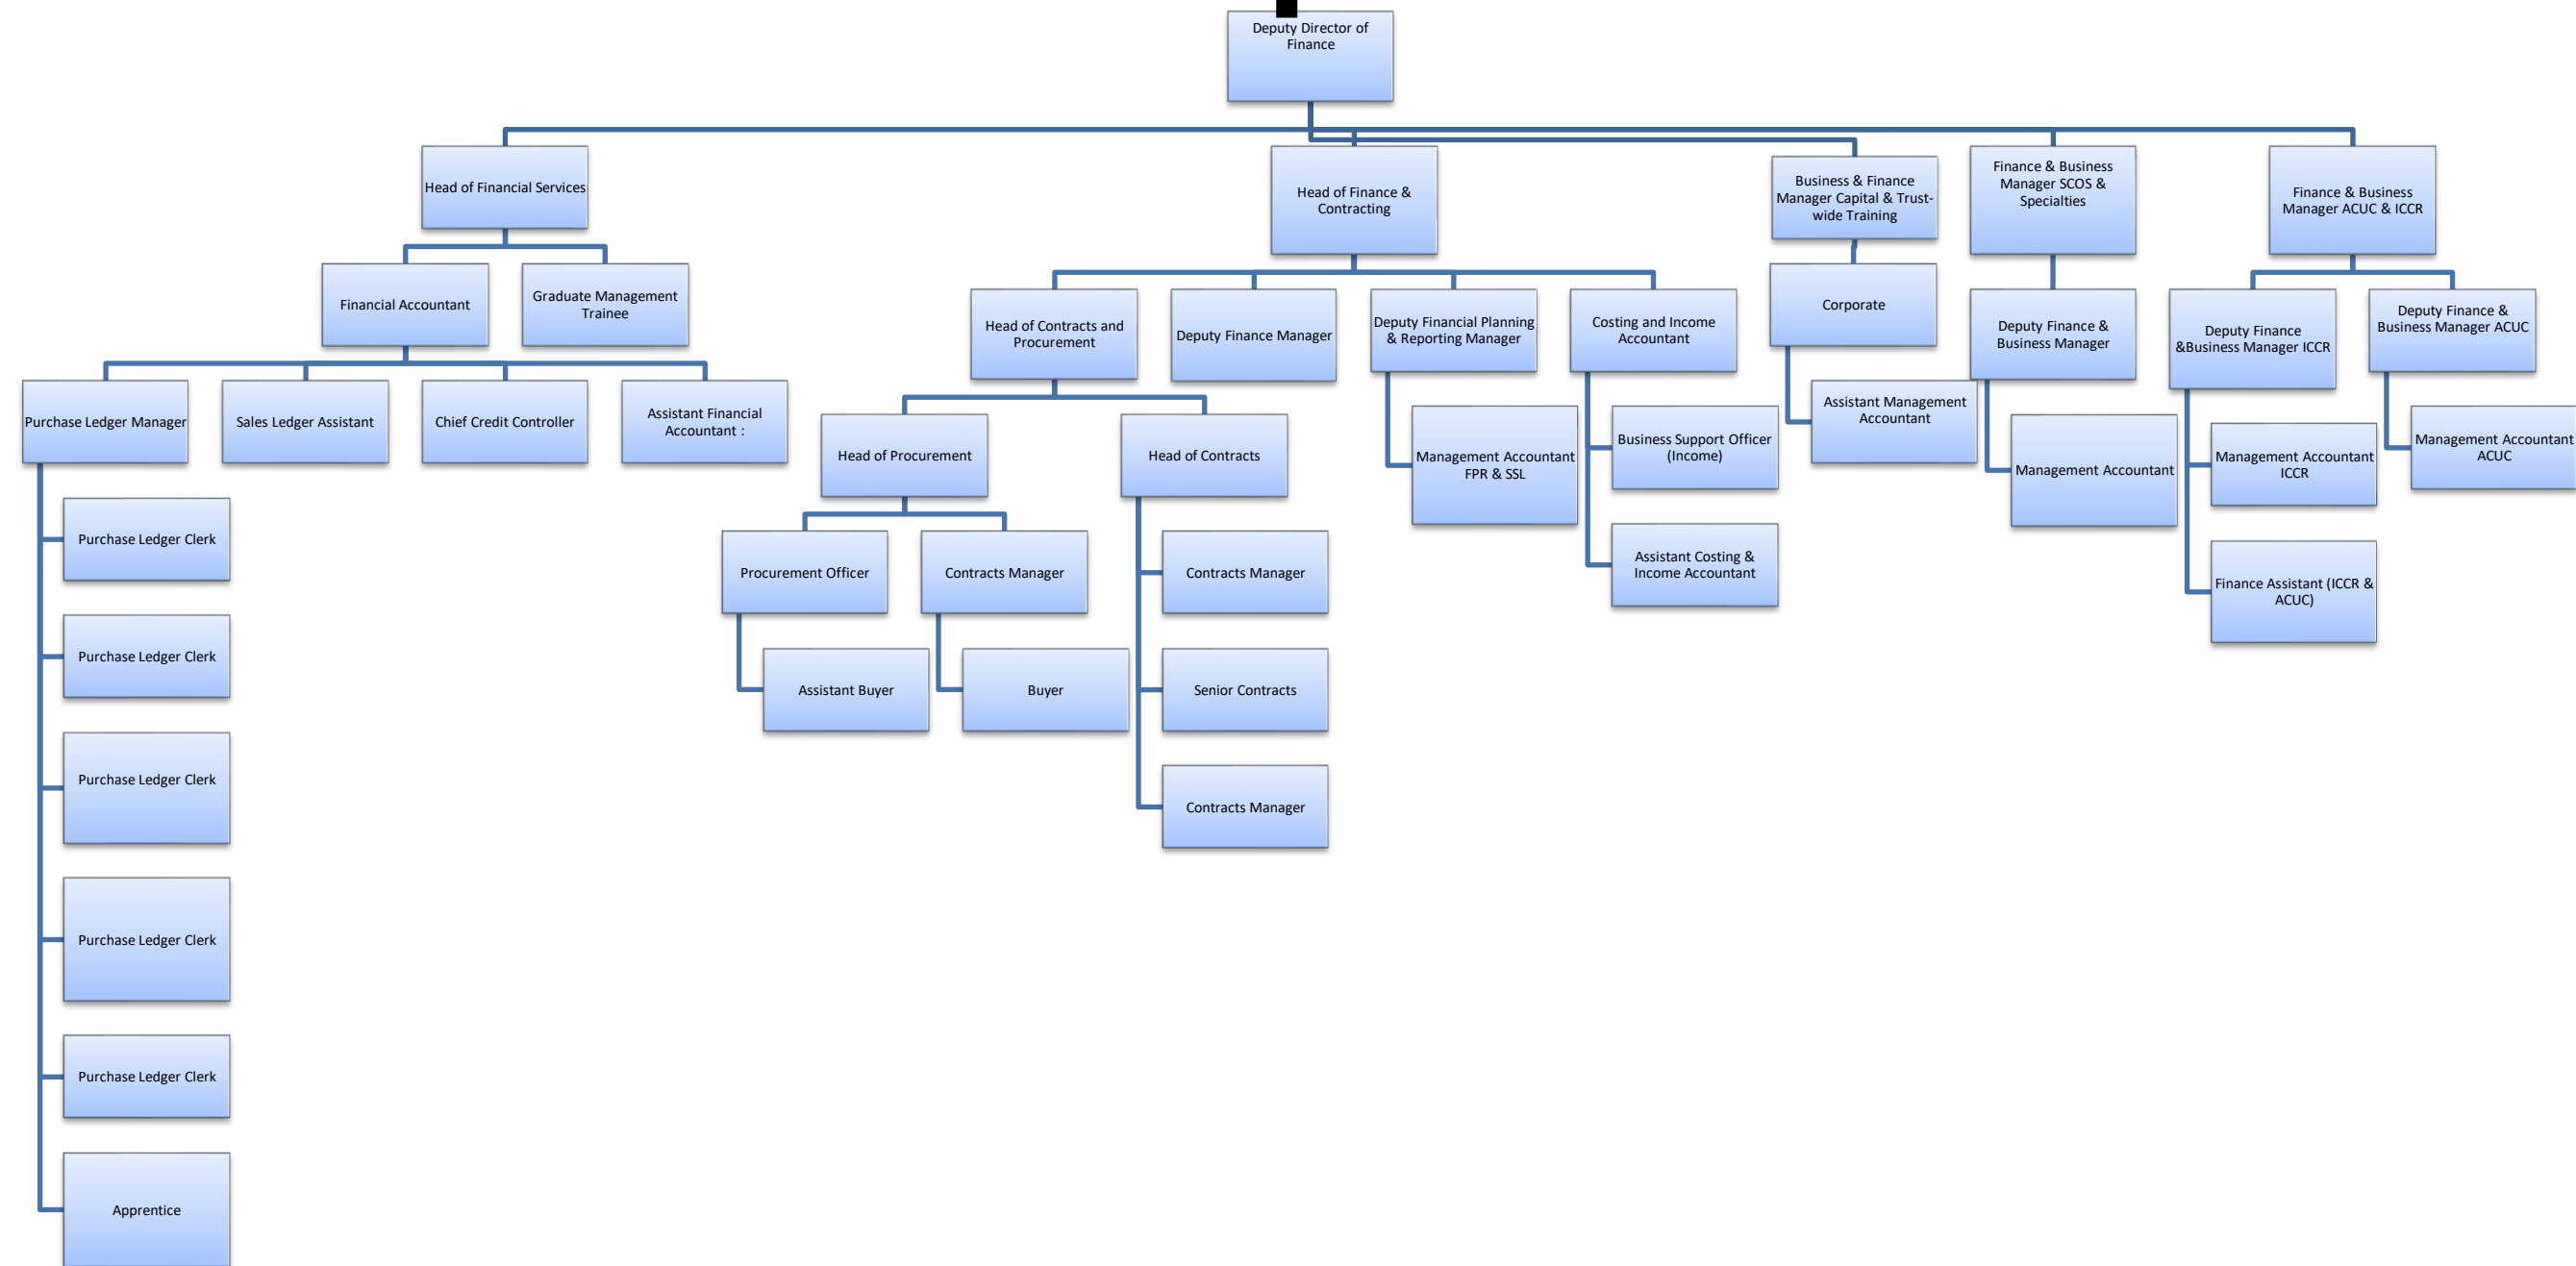 Deputy Director of
Finance
Head of Financial Services
Head of Finance &
Contracting
Business & Finance
Manager Capital & Trust-
wide Training
Finance & Business
Manager SCOS &
Specialties
Finance & Business
Manager ACUC & ICCR
Financial Accountant
Graduate Management
Trainee
Head of Contracts and
Procurement
Deputy Finance Manager
Deputy Financial Planning
& Reporting Manager
Costing and Income
Accountant
Corporate
Deputy Finance &
Business Manager
Deputy Finance
&Business Manager ICCR
Deputy Finance &
Business Manager ACUC
Purchase Ledger Manager
Sales Ledger Assistant
Chief Credit Controller
Assistant Financial
Accountant :
Head of Procurement
Head of Contracts
Management Accountant
FPR & SSL
Business Support Officer
(Income)
Assistant Management
Accountant
Management Accountant
Management Accountant
ICCR
Management Accountant
ACUC
Purchase Ledger Clerk
Procurement Officer
Contracts Manager
Contracts Manager
Assistant Costing &
Income Accountant
Finance Assistant (ICCR &
ACUC)
Purchase Ledger Clerk
Assistant Buyer
Buyer
Senior Contracts
Purchase Ledger Clerk
Contracts Manager
Purchase Ledger Clerk
Purchase Ledger Clerk
Apprentice